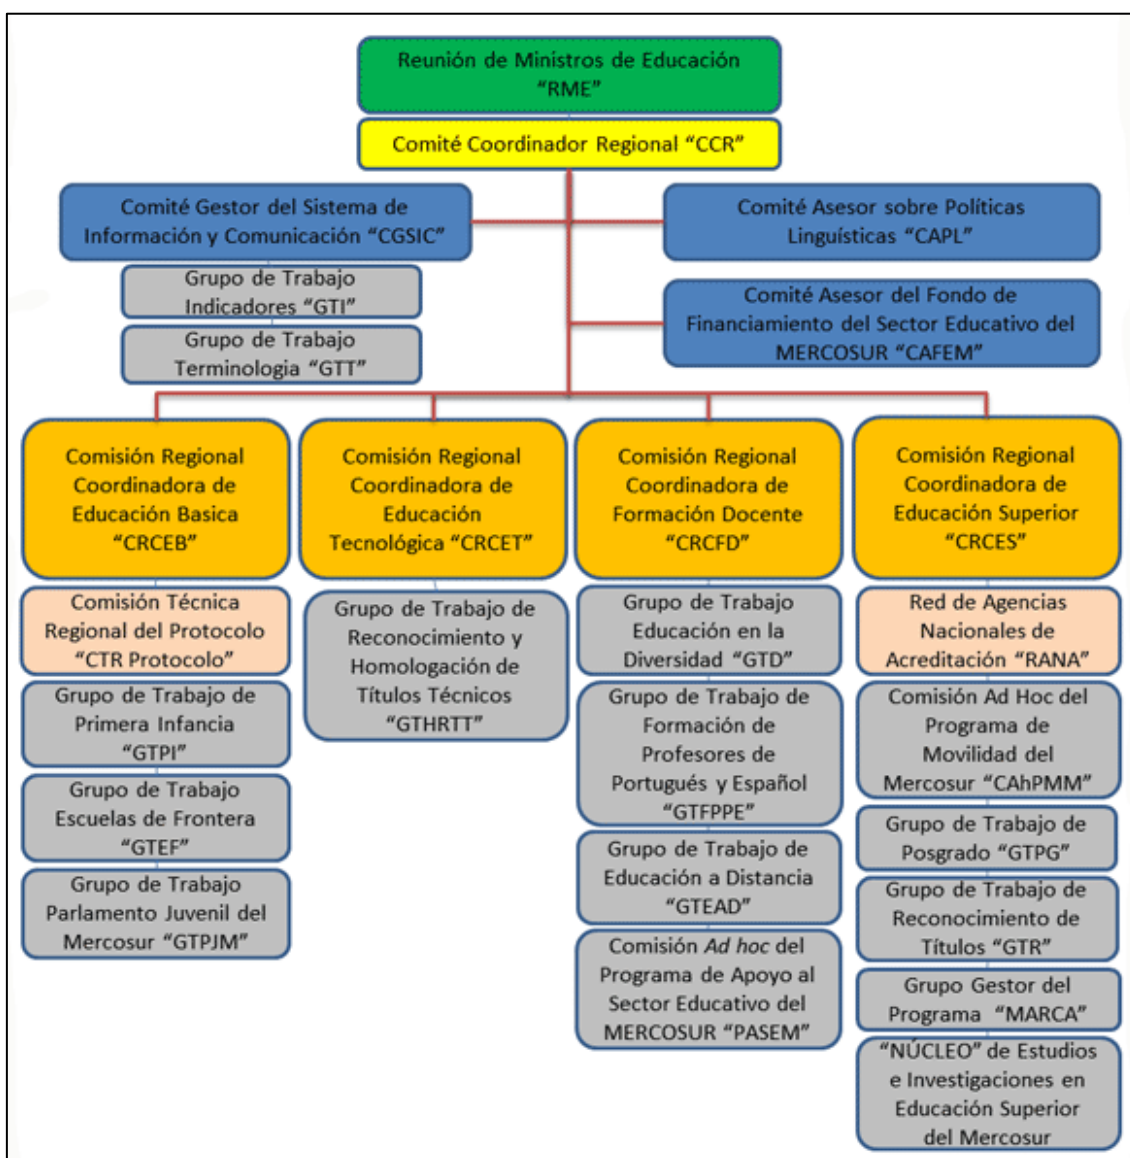 Reunión de Ministros de Educación
“RME”
Comité Coordinador Regional “CCR”
Comité Gestor del Sistema de
Información y Comunicación “CGSIC”
Grupo de Trabajo
Indicadores “GTI”
Grupo de Trabajo
Terminologia “GTT”
Comité Asesor sobre Políticas
Linguísticas “CAPL”
Comité Asesor del Fondo de
Financiamiento del Sector Educativo del
MERCOSUR “CAFEM”
Comisión Regional
Coordinadora de
Educación Basica
“CRCEB”
Comisión Técnica
Regional del Protocolo
“CTR Protocolo”
Grupo de Trabajo de
Primera Infancia
“GTPI”
Grupo de Trabajo
Escuelas de Frontera
“GTEF”
Grupo de Trabajo
Parlamento Juvenil del
Mercosur “GTPJM”
Comisión Regional
Coordinadora de
Educación
Tecnológica “CRCET”
Grupo de Trabajo de
Reconocimiento y
Homologación de
Títulos Técnicos
“GTHRTT”
Comisión Regional
Coordinadora de
Formación Docente
“CRCFD”
Grupo de Trabajo
Educación en la
Diversidad “GTD”
Grupo de Trabajo de
Formación de
Profesores de
Portugués y Español
“GTFPPE”
Grupo de Trabajo de
Educación a Distancia
“GTEAD”
Comisión Ad hoc del
Programa de Apoyo al
Sector Educativo del
MERCOSUR “PASEM”
Comisión Regional
Coordinadora de
Educación Superior
“CRCES”
Red de Agencias
Nacionales de
Acreditación “RANA”
Comisión Ad Hoc del
Programa de
Movilidad del
Mercosur “CAhPMM”
Grupo de Trabajo de
Posgrado “GTPG”
Grupo de Trabajo de
Reconocimiento de
Títulos “GTR”
Grupo Gestor del
Programa “MARCA”
“NÚCLEO” de Estudios
e Investigaciones en
Educación Superior
del Mercosur